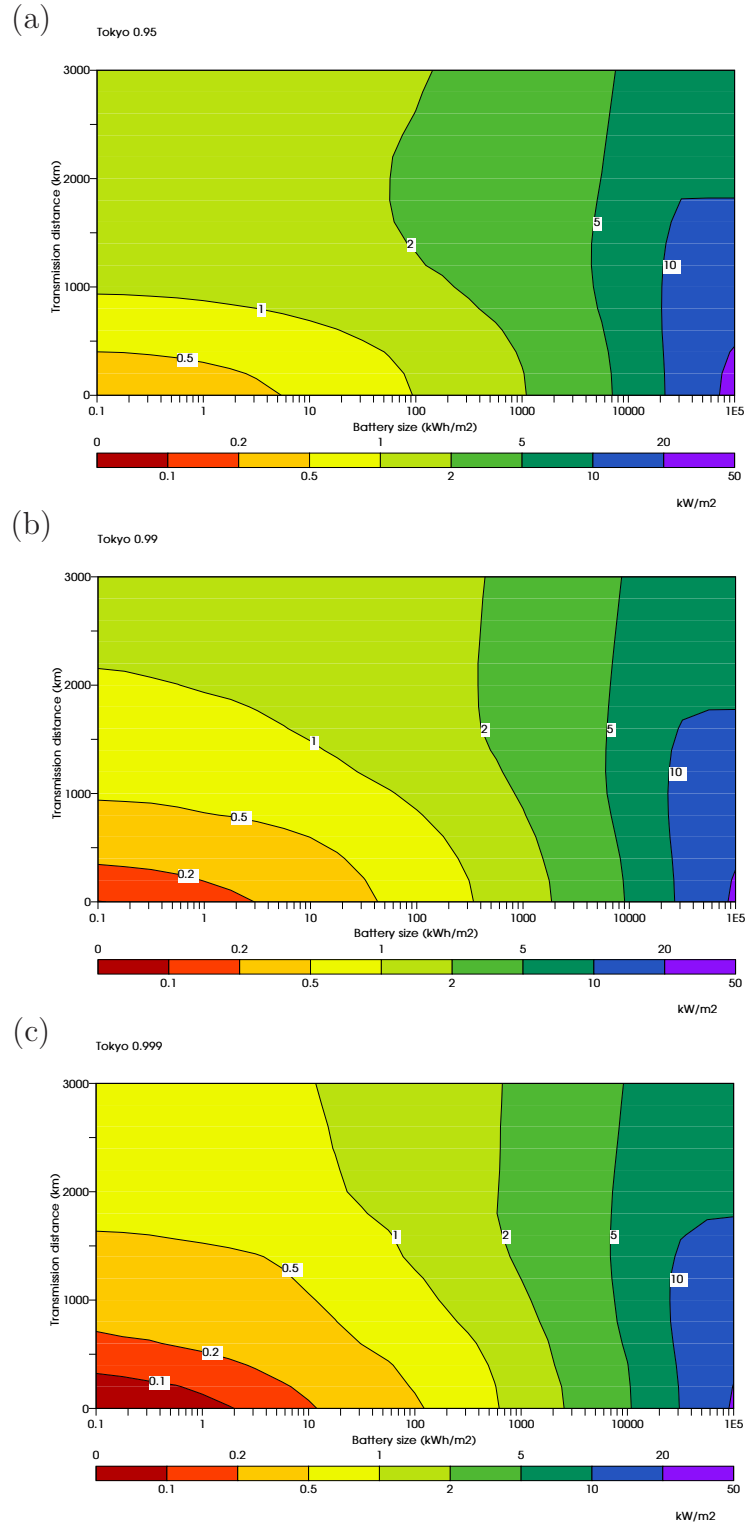 (a)
Tokyo 0.95
3000
2000
1000
0
Transmission distance (km)
2
5
10
1
0.5
0.1 1 10 100 1000 10000 1E5
Battery size (kWh/m2)
0 0.2 1 5 20
0.1 0.5 2 10 50
kW/m2
(b)
Tokyo 0.99
3000
2000
1000
0
Transmission distance (km)
1
2
5
10
0.5
0.2
0.1 1 10 100 1000 10000 1E5
Battery size (kWh/m2)
0 0.2 1 5 20
0.1 0.5 2 10 50
kW/m2
(c)
Tokyo 0.999
3000
2000
1000
0
Transmission distance (km)
1
2
5
10
0.5
0.2
0.1
0.1 1 10 100 1000 10000 1E5
Battery size (kWh/m2)
0 0.2 1 5 20
0.1 0.5 2 10 50
kW/m2